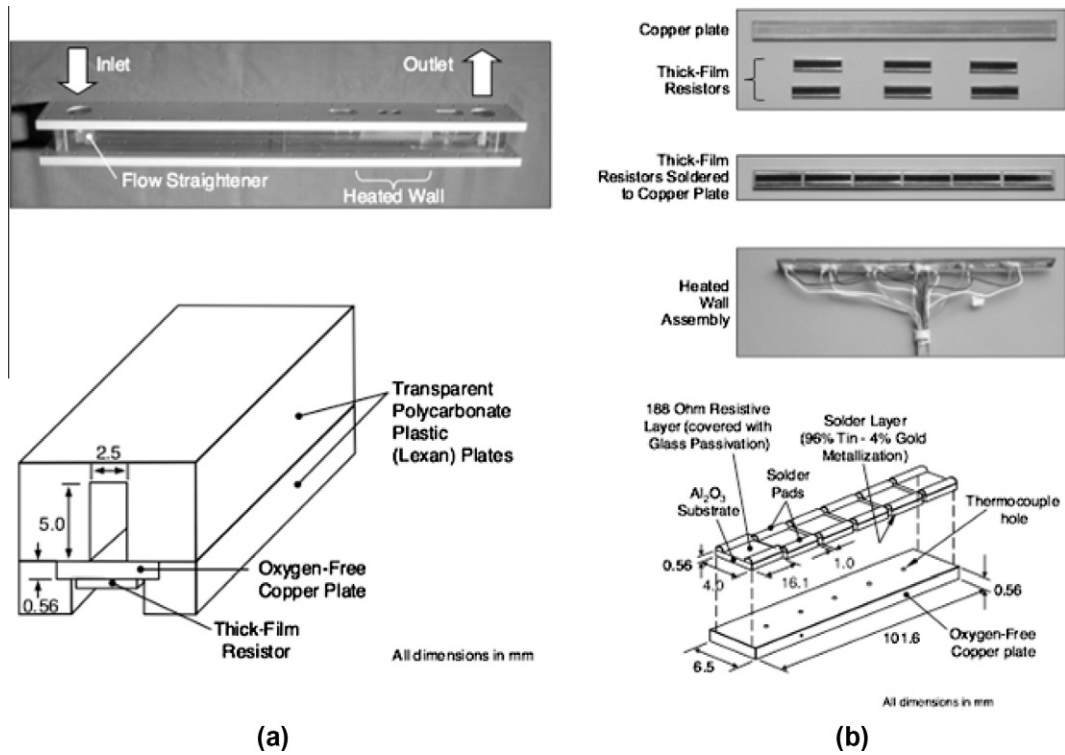 Inlet
Outlet
Flow Straightener
Heated Wall
2.5
5.0
0.56
Transparent
Polycarbonate
Plastic
(Lexan) Plates
Oxygen-Free
Copper Plate
Thick-Film
Resistor
All dimensions in mm
(a)
Copper plate
Thick-Film
Resistors
Thick-Film
Resistors Soldered
to Copper Plate
Heated
Wall
Assembly
188 Ohm Resistive
Layer (covered with
Glass Passivation)
Solder Layer
(96% Tin - 4% Gold
Metallization)
Solder
Pads
Al₂O₃
Substrate
Thermocouple
hole
0.56
4.0
16.1
1.0
0.56
Oxygen-Free
Copper plate
101.6
6.5
All dimensions in mm
(b)